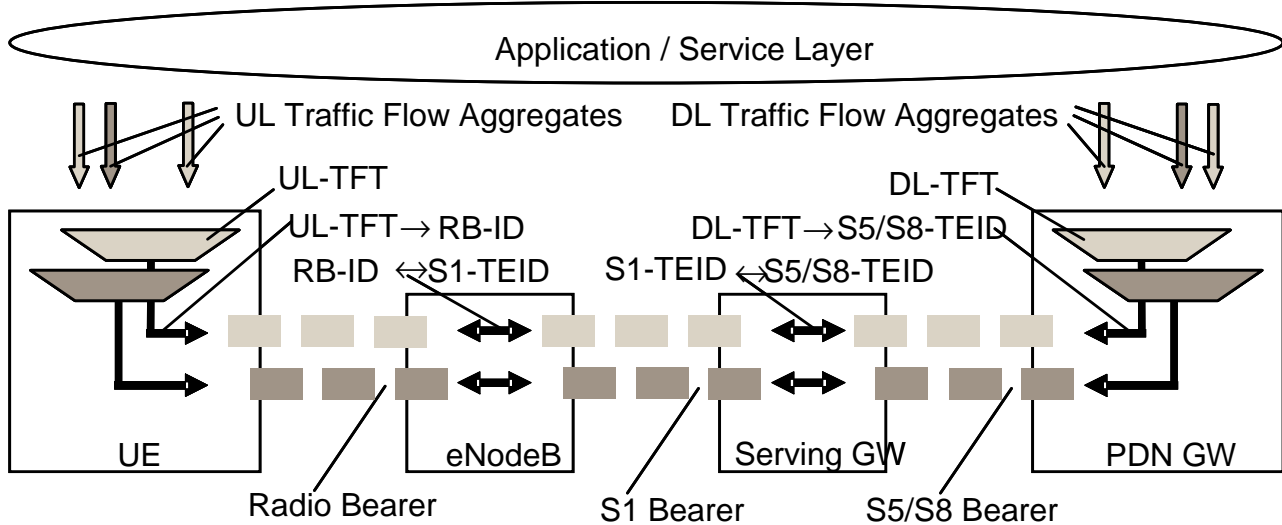 Application / Service Layer
UL Traffic Flow Aggregates
DL Traffic Flow Aggregates
UL-TFT
DL-TFT
UL-TFT → RB-ID
DL-TFT → S5/S8-TEID
RB-ID ↔ S1-TEID
S1-TEID ↔ S5/S8-TEID
UE
eNodeB
Serving GW
PDN GW
Radio Bearer
S1 Bearer
S5/S8 Bearer